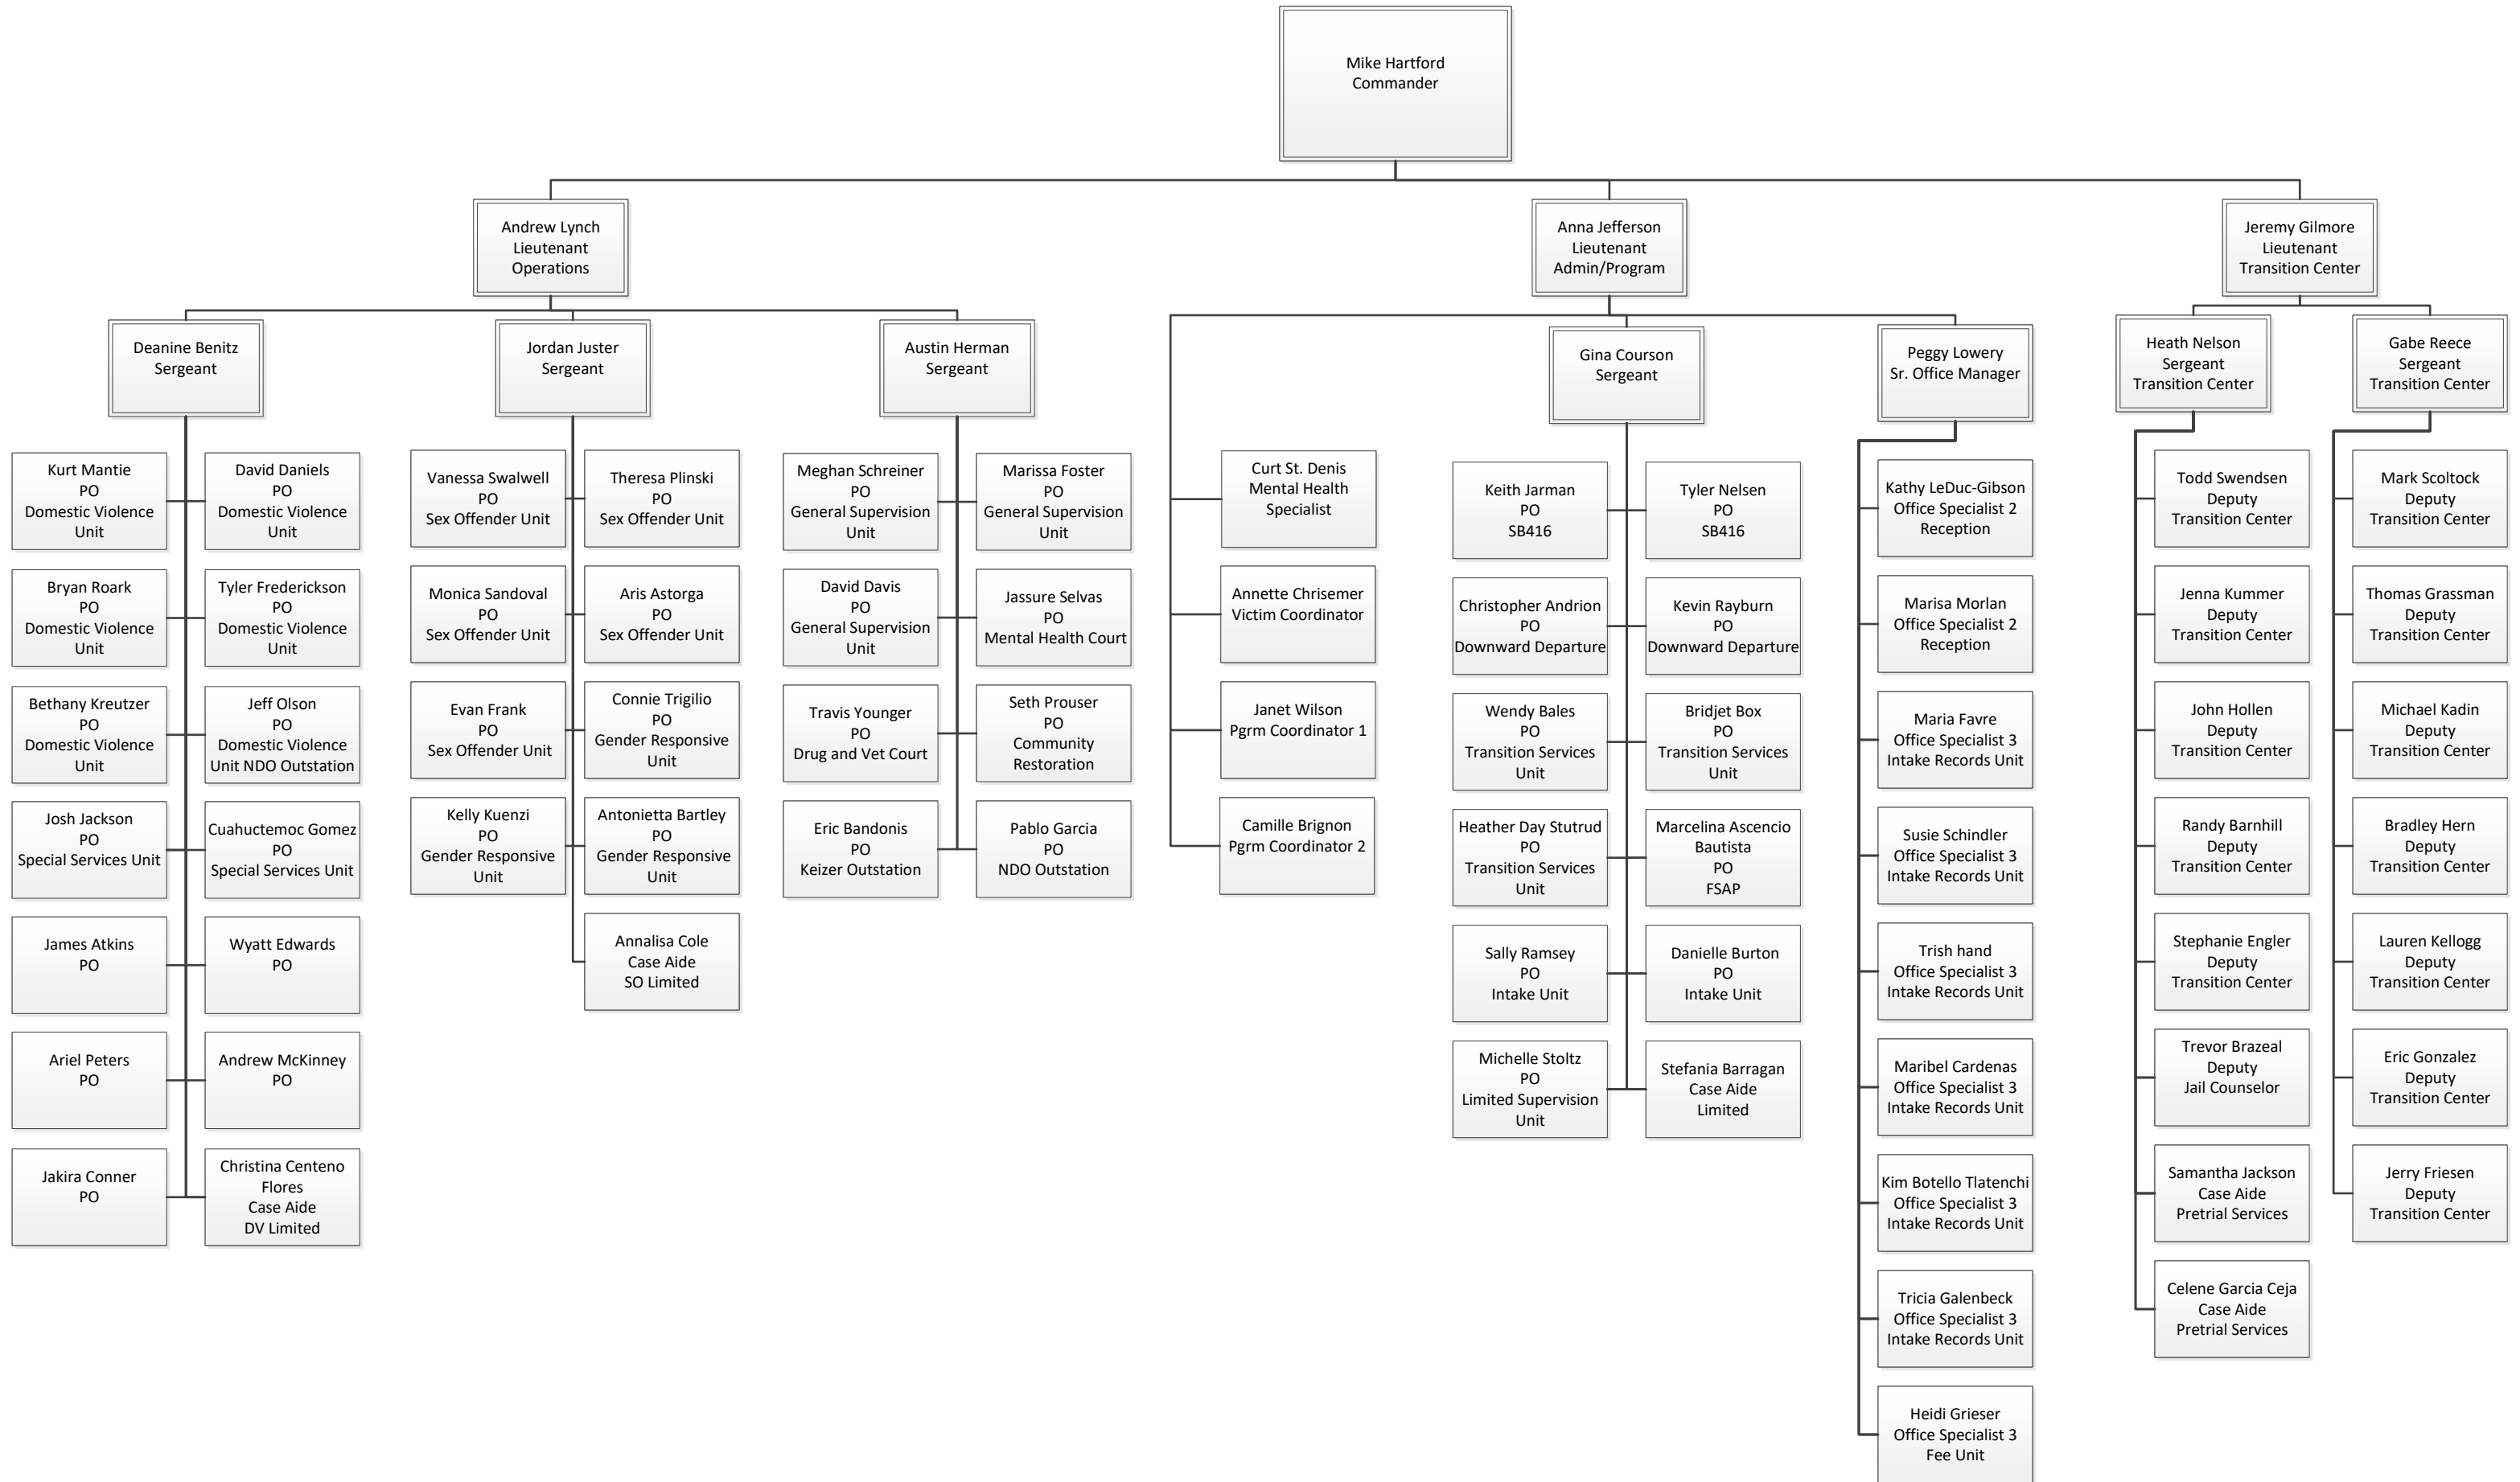 Mike Hartford
Commander
Andrew Lynch
Lieutenant
Operations
Anna Jefferson
Lieutenant
Admin/Program
Jeremy Gilmore
Lieutenant
Transition Center
Deanine Benitz
Sergeant
Jordan Juster
Sergeant
Austin Herman
Sergeant
Gina Courson
Sergeant
Peggy Lowery
Sr. Office Manager
Heath Nelson
Sergeant
Transition Center
Gabe Reece
Sergeant
Transition Center
Kurt Mantie
PO
Domestic Violence
Unit
David Daniels
PO
Domestic Violence
Unit
Bryan Roark
PO
Domestic Violence
Unit
Tyler Frederickson
PO
Domestic Violence
Unit
Bethany Kreutzer
PO
Domestic Violence
Unit
Jeff Olson
PO
Domestic Violence
Unit NDO Outstation
Josh Jackson
PO
Special Services Unit
Cuahuctemoc Gomez
PO
Special Services Unit
James Atkins
PO
Wyatt Edwards
PO
Ariel Peters
PO
Andrew McKinney
PO
Jakira Conner
PO
Christina Centeno
Flores
Case Aide
DV Limited
Vanessa Swalwell
PO
Sex Offender Unit
Theresa Plinski
PO
Sex Offender Unit
Monica Sandoval
PO
Sex Offender Unit
Aris Astorga
PO
Sex Offender Unit
Evan Frank
PO
Sex Offender Unit
Connie Trigilio
PO
Gender Responsive
Unit
Kelly Kuenzi
PO
Gender Responsive
Unit
Antonietta Bartley
PO
Gender Responsive
Unit
Annalisa Cole
Case Aide
SO Limited
Meghan Schreiner
PO
General Supervision
Unit
Marissa Foster
PO
General Supervision
Unit
David Davis
PO
General Supervision
Unit
Jassure Selvas
PO
Mental Health Court
Travis Younger
PO
Drug and Vet Court
Seth Prouser
PO
Community
Restoration
Eric Bandonis
PO
Keizer Outstation
Pablo Garcia
PO
NDO Outstation
Curt St. Denis
Mental Health
Specialist
Annette Chrisemer
Victim Coordinator
Janet Wilson
Pgrm Coordinator 1
Camille Brignon
Pgrm Coordinator 2
Keith Jarman
PO
SB416
Tyler Nelsen
PO
SB416
Christopher Andrion
PO
Downward Departure
Kevin Rayburn
PO
Downward Departure
Wendy Bales
PO
Transition Services
Unit
Bridjet Box
PO
Transition Services
Unit
Heather Day Stutrud
PO
Transition Services
Unit
Marcelina Ascencio
Bautista
PO
FSAP
Sally Ramsey
PO
Intake Unit
Danielle Burton
PO
Intake Unit
Michelle Stoltz
PO
Limited Supervision
Unit
Stefania Barragan
Case Aide
Limited
Kathy LeDuc-Gibson
Office Specialist 2
Reception
Marisa Morlan
Office Specialist 2
Reception
Maria Favre
Office Specialist 3
Intake Records Unit
Susie Schindler
Office Specialist 3
Intake Records Unit
Trish hand
Office Specialist 3
Intake Records Unit
Maribel Cardenas
Office Specialist 3
Intake Records Unit
Kim Botello Tlatenchi
Office Specialist 3
Intake Records Unit
Tricia Galenbeck
Office Specialist 3
Intake Records Unit
Heidi Grieser
Office Specialist 3
Fee Unit
Todd Swendsen
Deputy
Transition Center
Jenna Kummer
Deputy
Transition Center
John Hollen
Deputy
Transition Center
Randy Barnhill
Deputy
Transition Center
Stephanie Engler
Deputy
Transition Center
Trevor Brazeal
Deputy
Jail Counselor
Samantha Jackson
Case Aide
Pretrial Services
Celene Garcia Ceja
Case Aide
Pretrial Services
Mark Scoltock
Deputy
Transition Center
Thomas Grassman
Deputy
Transition Center
Michael Kadin
Deputy
Transition Center
Bradley Hern
Deputy
Transition Center
Lauren Kellogg
Deputy
Transition Center
Eric Gonzalez
Deputy
Transition Center
Jerry Friesen
Deputy
Transition Center